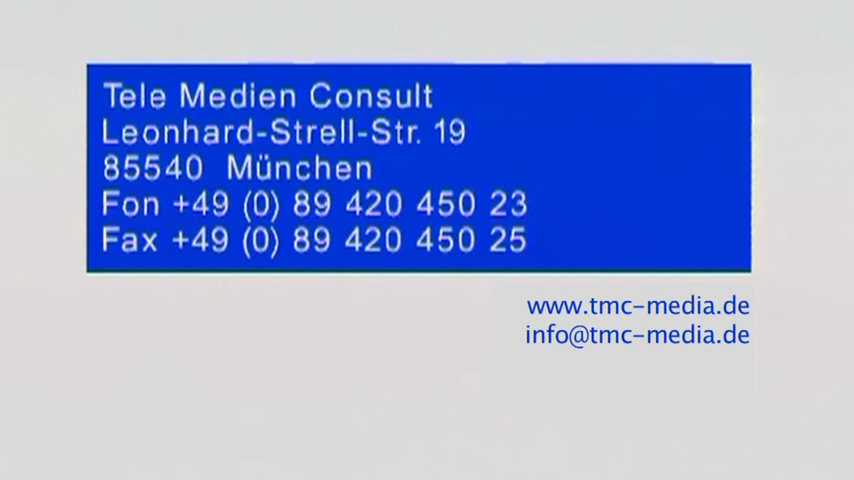 Tele Medien Consult
Leonhard-Strell-Str. 19
85540 München
Fon +49 (0) 89 420 450 23
Fax +49 (0) 89 420 450 25
www.tmc-media.de
info@tmc-media.de